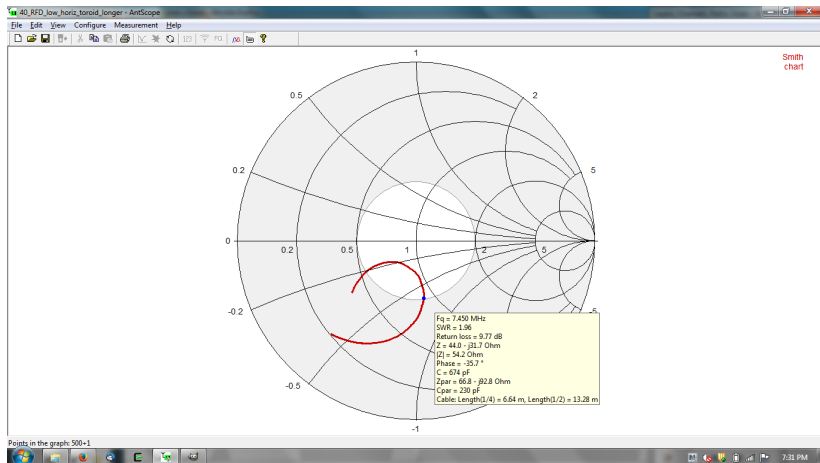 40_RFD_low_horiz_toroid_longer - AntScope
File Edit View Configure Measurement Help
Smith
chart
1
0.5
2
0.2
5
0
0.2
0.5
1
2
5
-0.2
-5
-0.5
-1
Fq = 7.450 MHz
SWR = 1.96
Return loss = 9.77 dB
Z = 44.0 - j31.7 Ohm
|Z| = 54.2 Ohm
Phase = -35.7 °
C = 674 pF
Zpar = 66.8 - j92.8 Ohm
Cpar = 230 pF
Cable: Length(1/4) = 6.64 m, Length(1/2) = 13.28 m
Points in the graph: 500+1
7:31 PM